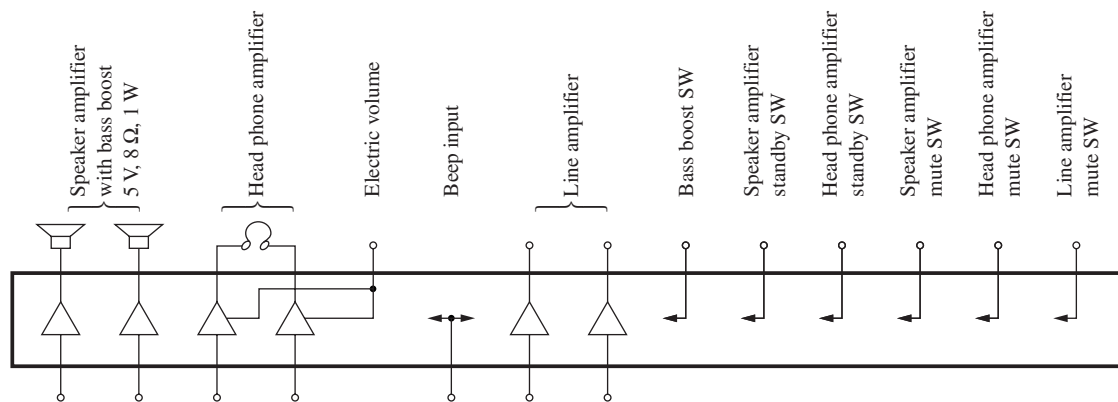 Speaker amplifier
with bass boost
5 V, 8 Ω, 1 W
Head phone amplifier
Electric volume
Beep input
Line amplifier
Bass boost SW
Speaker amplifier
standby SW
Head phone amplifier
standby SW
Speaker amplifier
mute SW
Head phone amplifier
mute SW
Line amplifier
mute SW